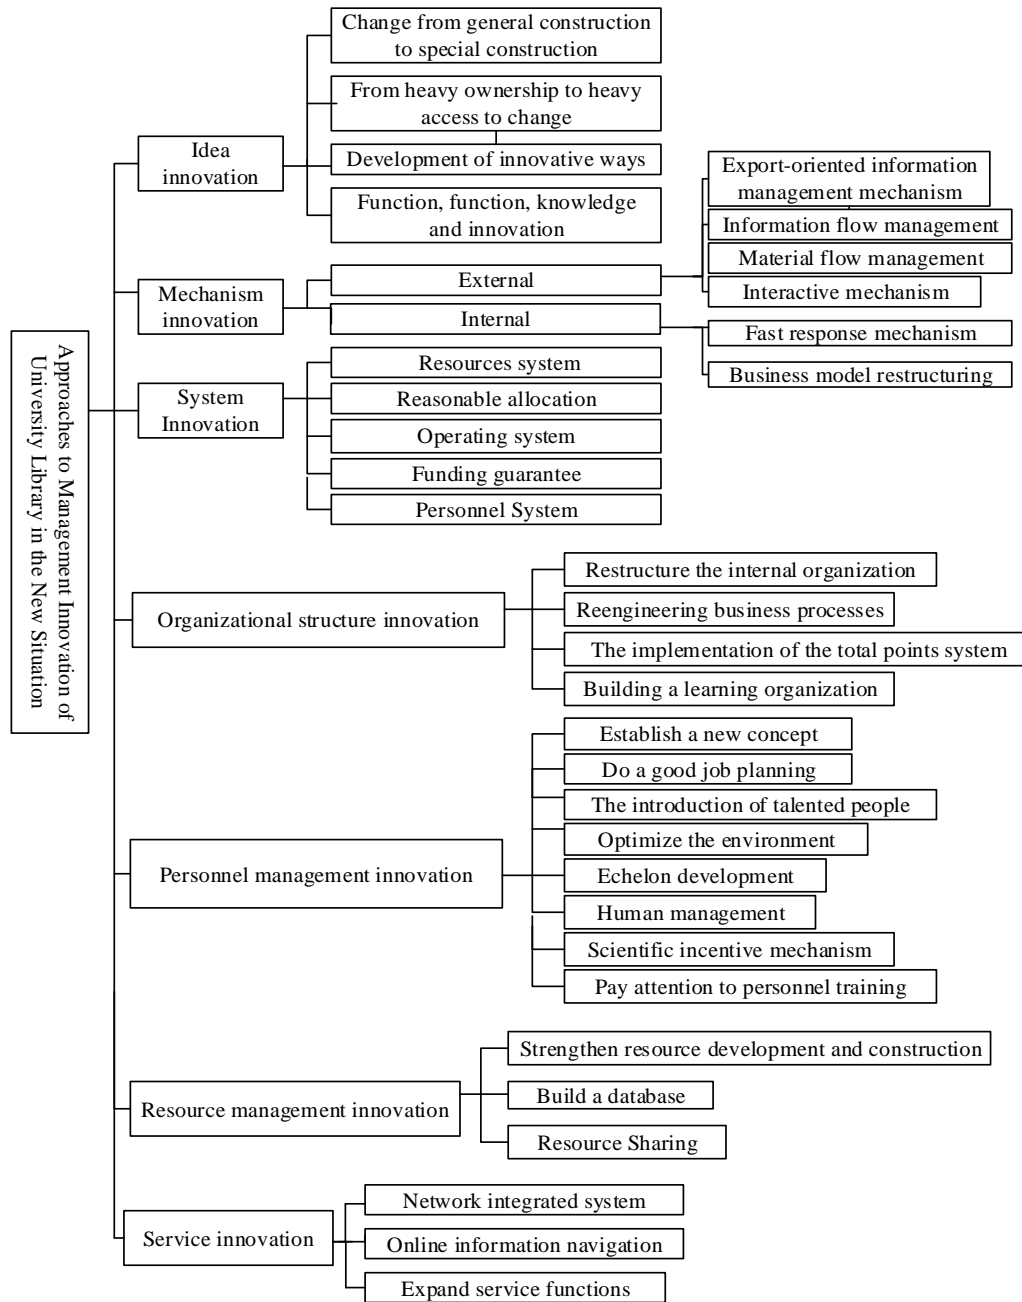 Approaches to Management Innovation of
University Library in the New Situation
Idea
innovation
Change from general construction
to special construction
From heavy ownership to heavy
access to change
Development of innovative ways
Function, function, knowledge
and innovation
Mechanism
innovation
External
Export-oriented information
management mechanism
Information flow management
Material flow management
Interactive mechanism
Internal
Fast response mechanism
Business model restructuring
System
Innovation
Resources system
Reasonable allocation
Operating system
Funding guarantee
Personnel System
Organizational structure innovation
Restructure the internal organization
Reengineering business processes
The implementation of the total points system
Building a learning organization
Personnel management innovation
Establish a new concept
Do a good job planning
The introduction of talented people
Optimize the environment
Echelon development
Human management
Scientific incentive mechanism
Pay attention to personnel training
Resource management innovation
Strengthen resource development and construction
Build a database
Resource Sharing
Service innovation
Network integrated system
Online information navigation
Expand service functions